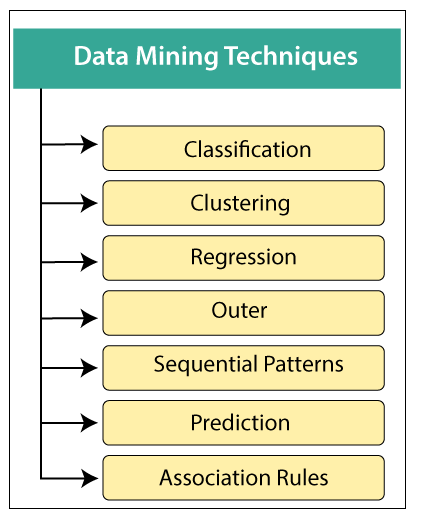 Data Mining Techniques
Classification
Clustering
Regression
Outer
Sequential Patterns
Prediction
Association Rules